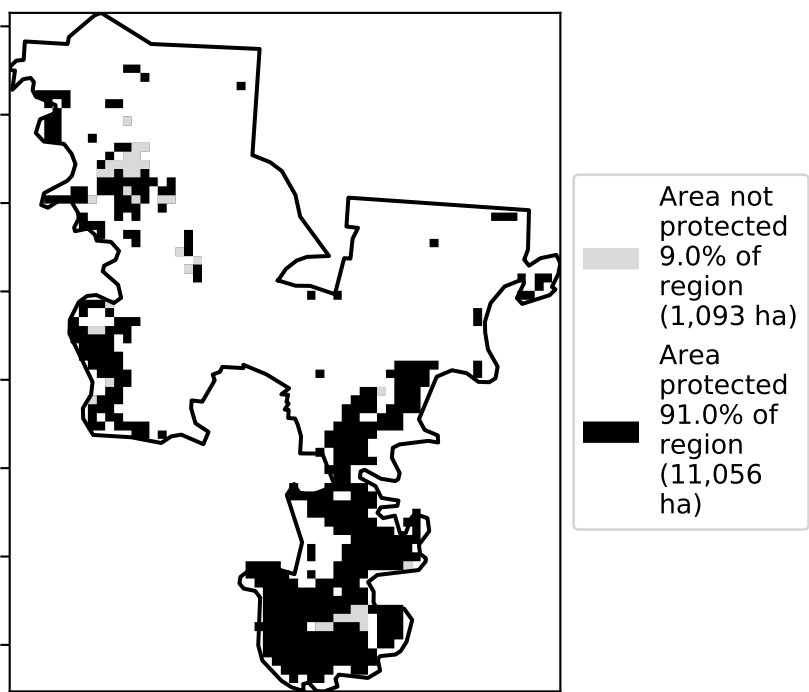 Area not
protected
9.0% of
region
(1,093 ha)
Area
protected
91.0% of
region
(11,056
ha)